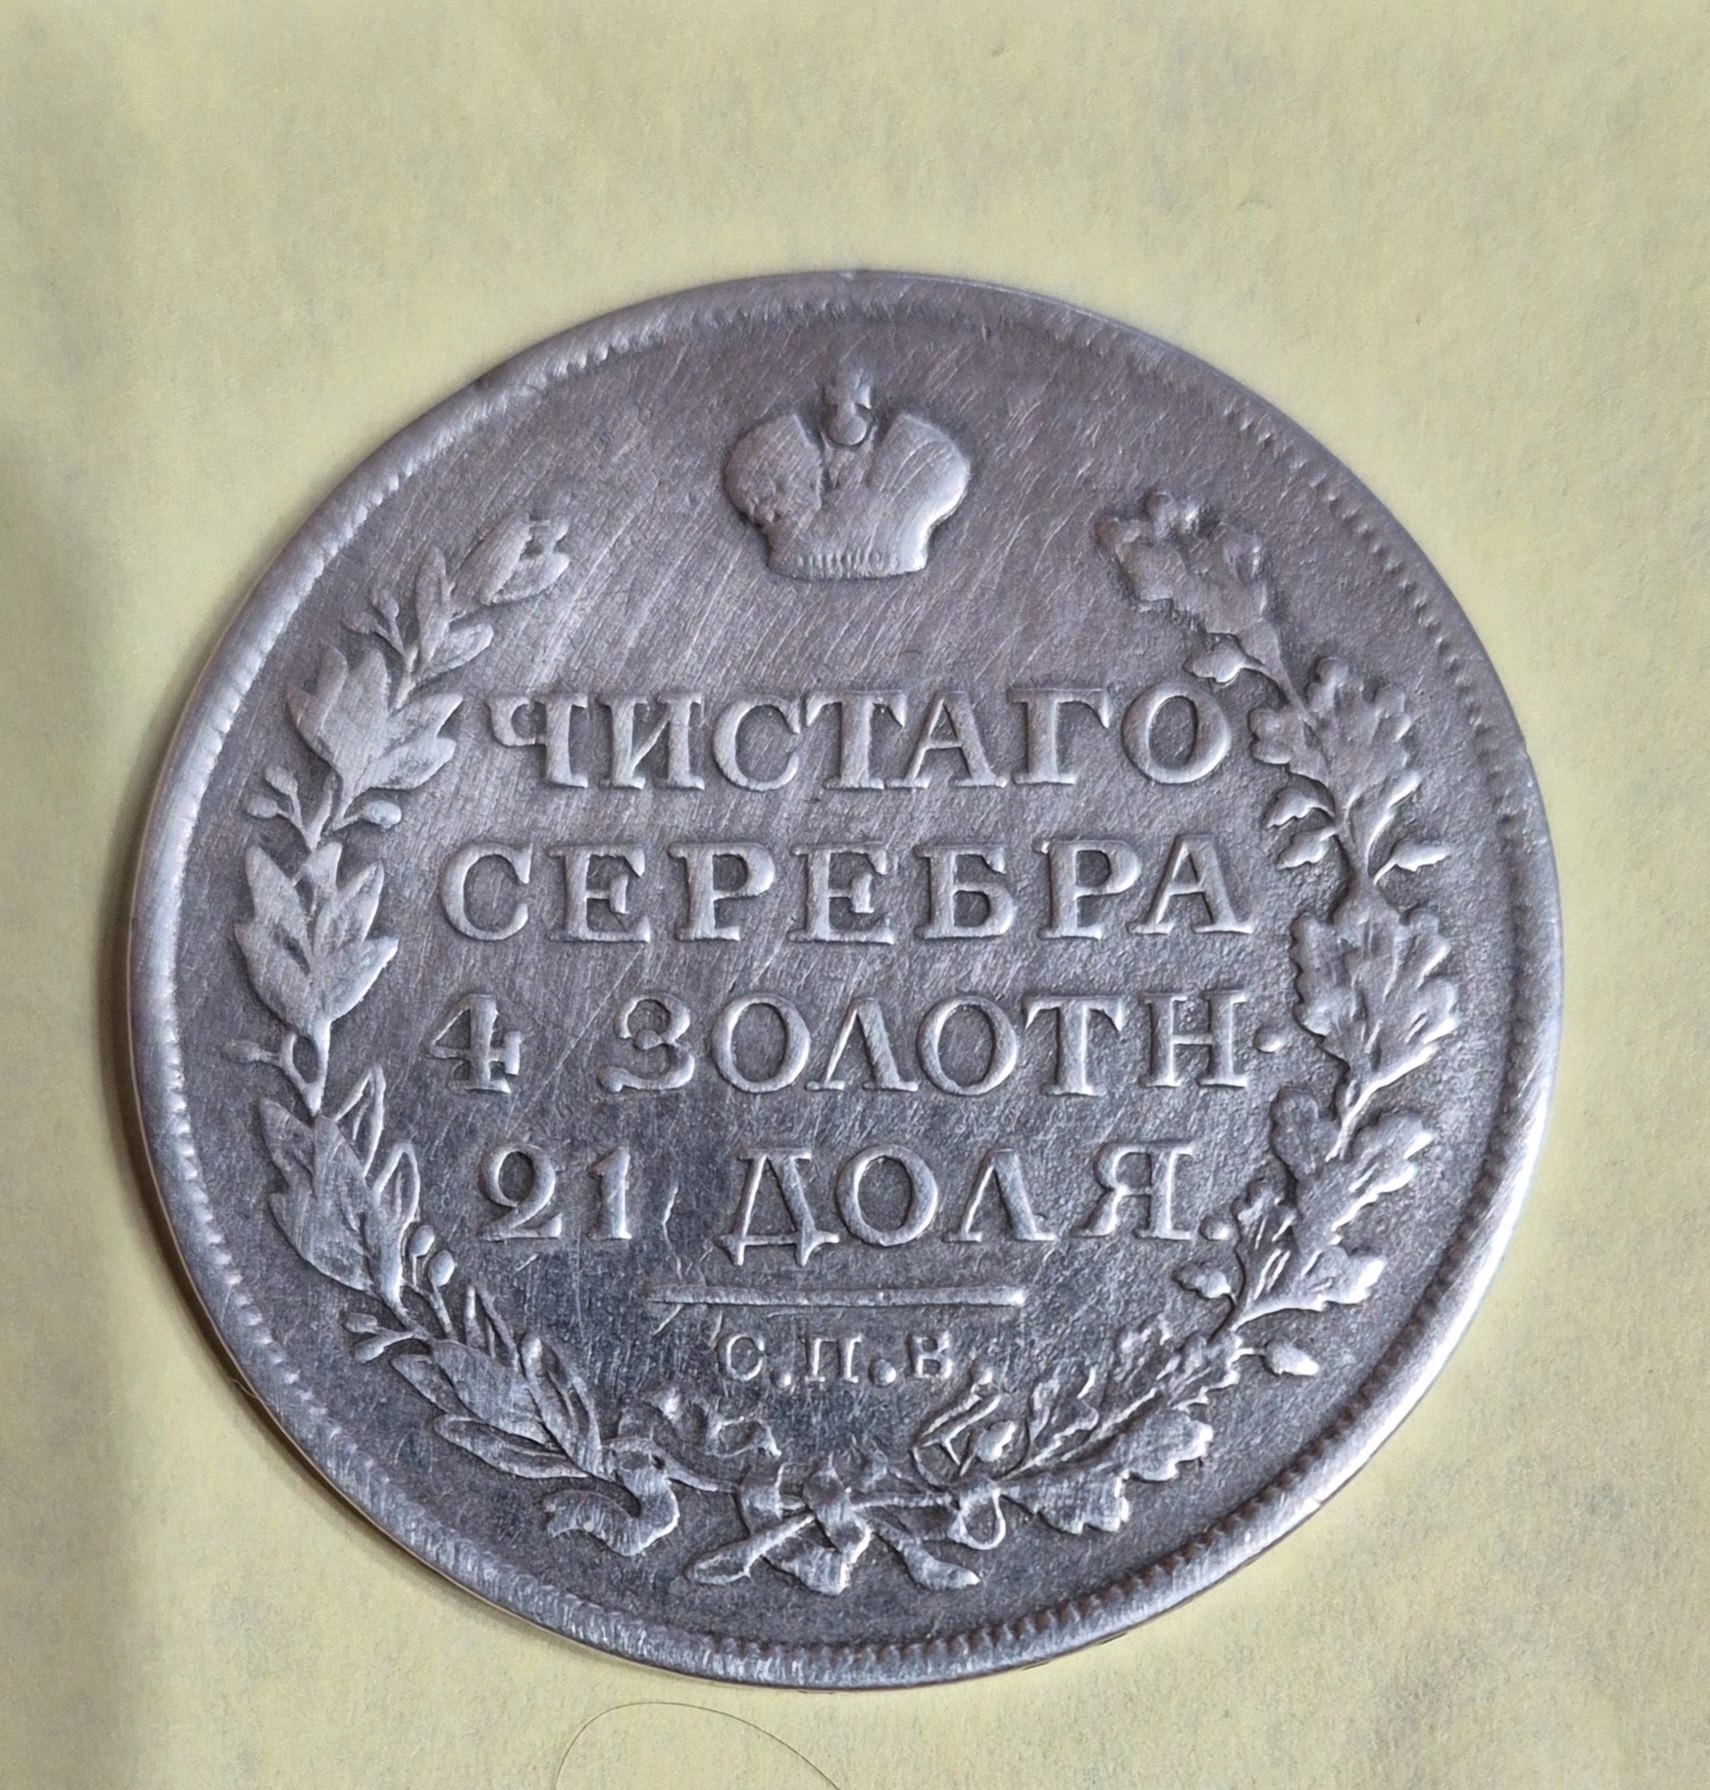 ЧИСТАГО
СЕРЕБРА
4 ЗОЛОТН.
21 ДОЛЯ.
С.П.Б.